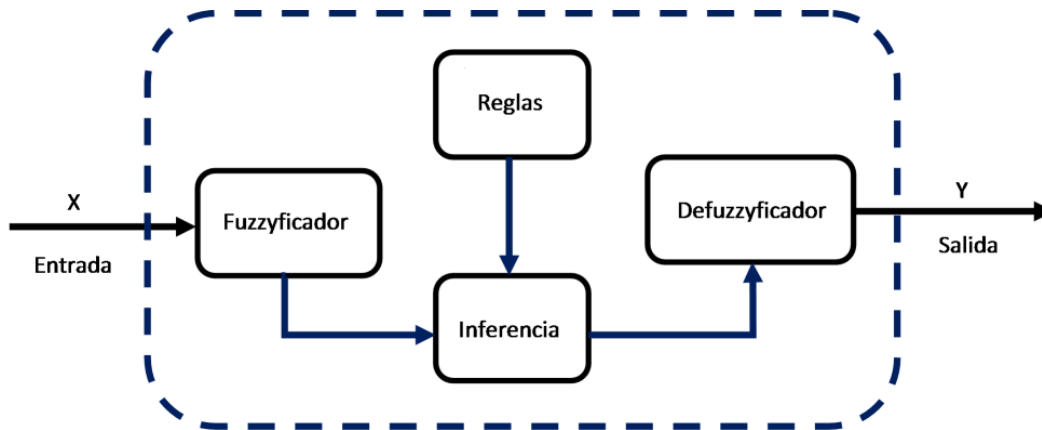 Reglas
X
Entrada
Fuzzyficador
Inferencia
Defuzzyficador
Y
Salida